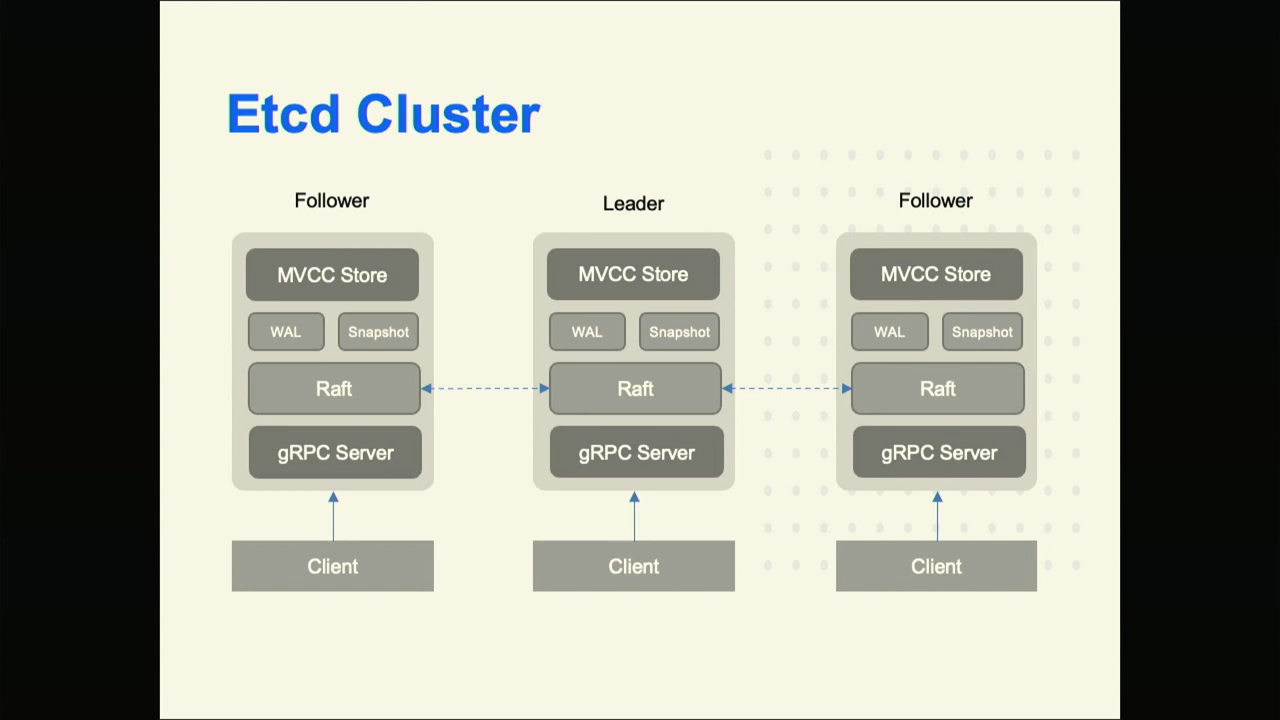 Etcd Cluster
Follower
Leader
Follower
MVCC Store
MVCC Store
MVCC Store
WAL
Snapshot
WAL
Snapshot
WAL
Snapshot
Raft
Raft
Raft
gRPC Server
gRPC Server
gRPC Server
Client
Client
Client